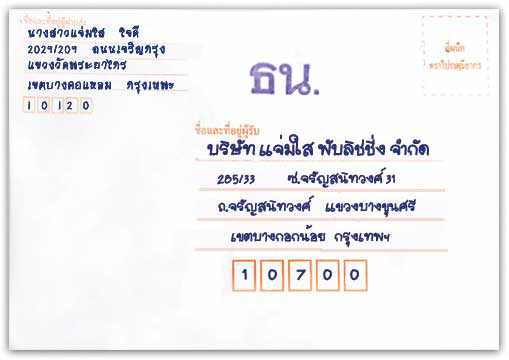 ชื่อและที่อยู่ผู้ฝากส่ง
นางสาวแจ่มใส ใจดี
2029/209 ถนนเจริญกรุง
แขวงวัดพระยาไกร
เขตบางคอแหลม กรุงเทพฯ
10120
ที่ผนึก
ตราไปรษณียากร
ธน.
ชื่อและที่อยู่ผู้รับ
บริษัท แจ่มใส พับลิชชิ่ง จำกัด
285/33 ซ.จรัญสนิทวงศ์ 31
ถ.จรัญสนิทวงศ์ แขวงบางขุนศรี
เขตบางกอกน้อย กรุงเทพฯ
10700